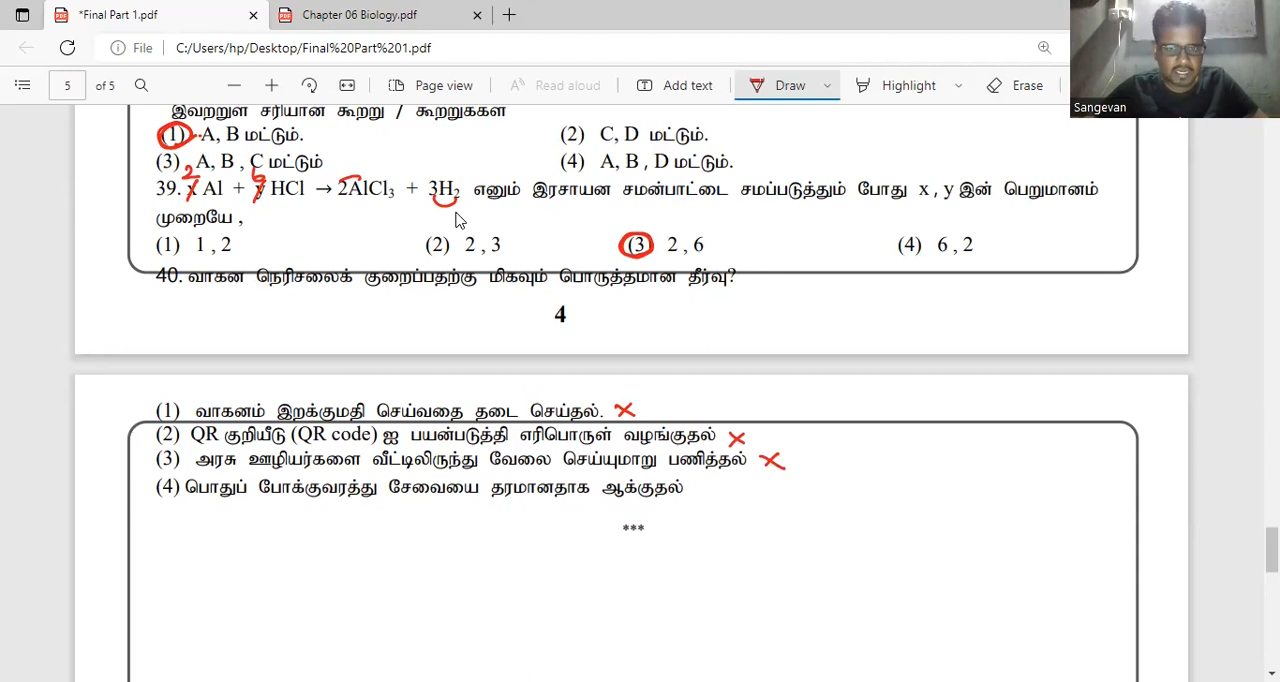 *Final Part 1.pdf
Chapter 06 Biology.pdf
File C:/Users/hp/Desktop/Final%20Part%201.pdf
5 of 5 Page view Read aloud Add text Draw Highlight Erase
Sangevan
இவற்றுள் சரியான கூற்று / கூற்றுக்கள்
(1) A, B மட்டும். (2) C, D மட்டும்.
(3) A, B , C மட்டும் (4) A, B , D மட்டும்.
2 6
39. x Al + y HCl → 2AlCl₃ + 3H₂ எனும் இரசாயன சமன்பாட்டை சமப்படுத்தும் போது x , y இன் பெறுமானம்
முறையே ,
(1) 1 , 2 (2) 2 , 3 (3) 2 , 6 (4) 6 , 2
40. வாகன நெரிசலைக் குறைப்பதற்கு மிகவும் பொருத்தமான தீர்வு?
4
(1) வாகனம் இறக்குமதி செய்வதை தடை செய்தல்.
(2) QR குறியீடு (QR code) ஐ பயன்படுத்தி எரிபொருள் வழங்குதல்
(3) அரசு ஊழியர்களை வீட்டிலிருந்து வேலை செய்யுமாறு பணித்தல்
(4) பொதுப் போக்குவரத்து சேவையை தரமானதாக ஆக்குதல்
***